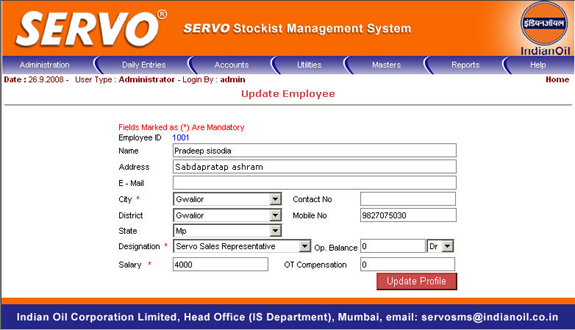 SERVO® SERVO Stockist Management System
इंडियनऑयल
IndianOil
Administration Daily Entries Accounts Utilities Masters Reports Help
Date : 26.9.2008 - User Type : Administrator - Login By : admin Home
Update Employee
Fields Marked as (*) Are Mandatory
Employee ID 1001
Name Pradeep sisodia
Address Sabdapratap ashram
E - Mail
City * Gwalior Contact No
District Gwalior Mobile No 9827075030
State Mp
Designation * Servo Sales Representative Op. Balance 0 Dr
Salary * 4000 OT Compensation 0
Update Profile
Indian Oil Corporation Limited, Head Office (IS Department), Mumbai, email: servosms@indianoil.co.in